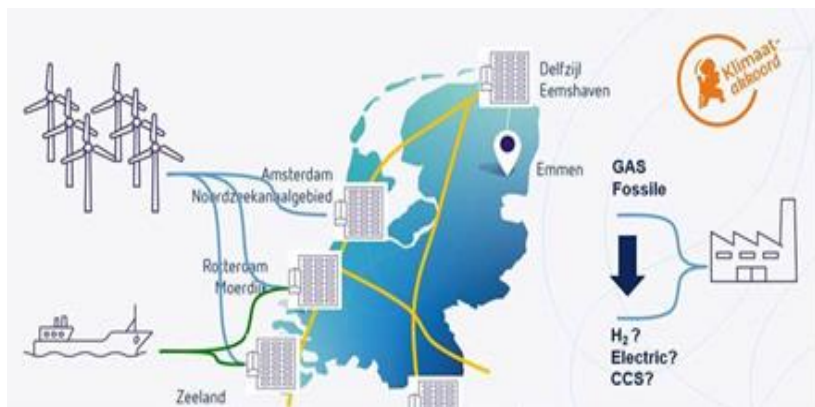 Klimaat-
akkoord
Delfzijl
Eemshaven
Emmen
Amsterdam
Noordzeekanaalgebied
Rotterdam
Moerdijk
Zeeland
GAS
Fossile
H₂?
Electric?
CCS?